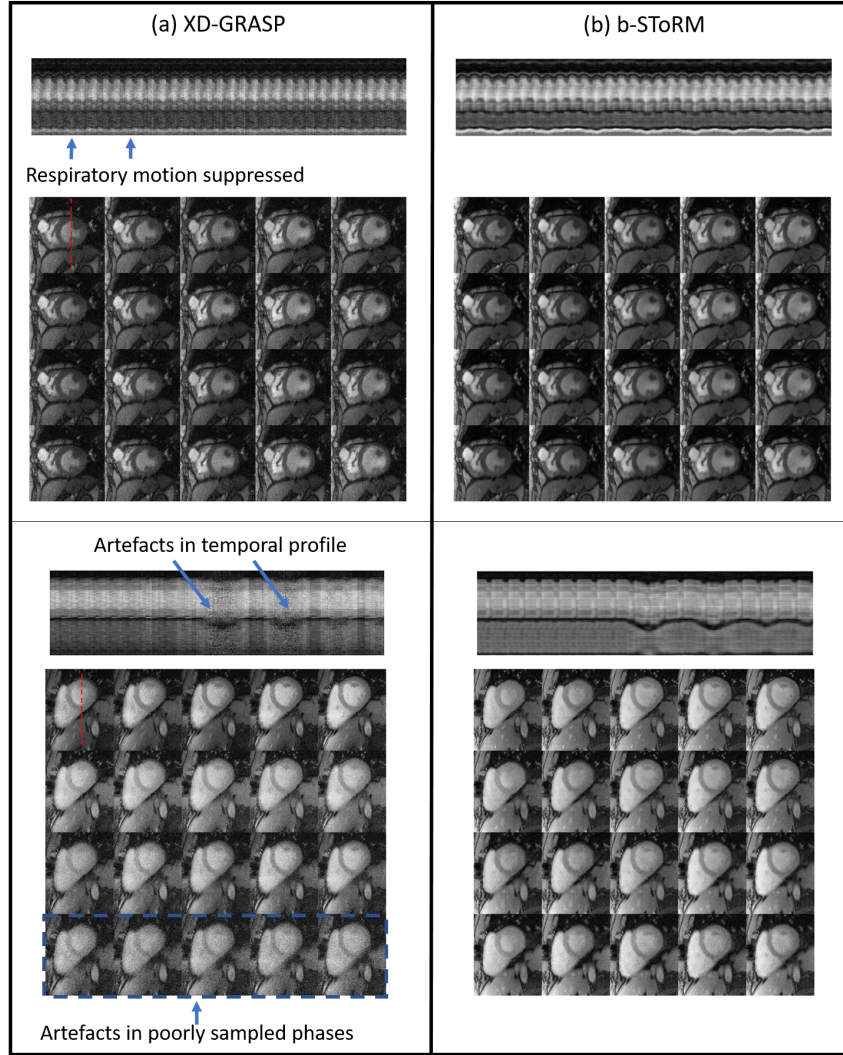 (a) XD-GRASP
(b) b-SToRM
Respiratory motion suppressed
Artefacts in temporal profile
Artefacts in poorly sampled phases